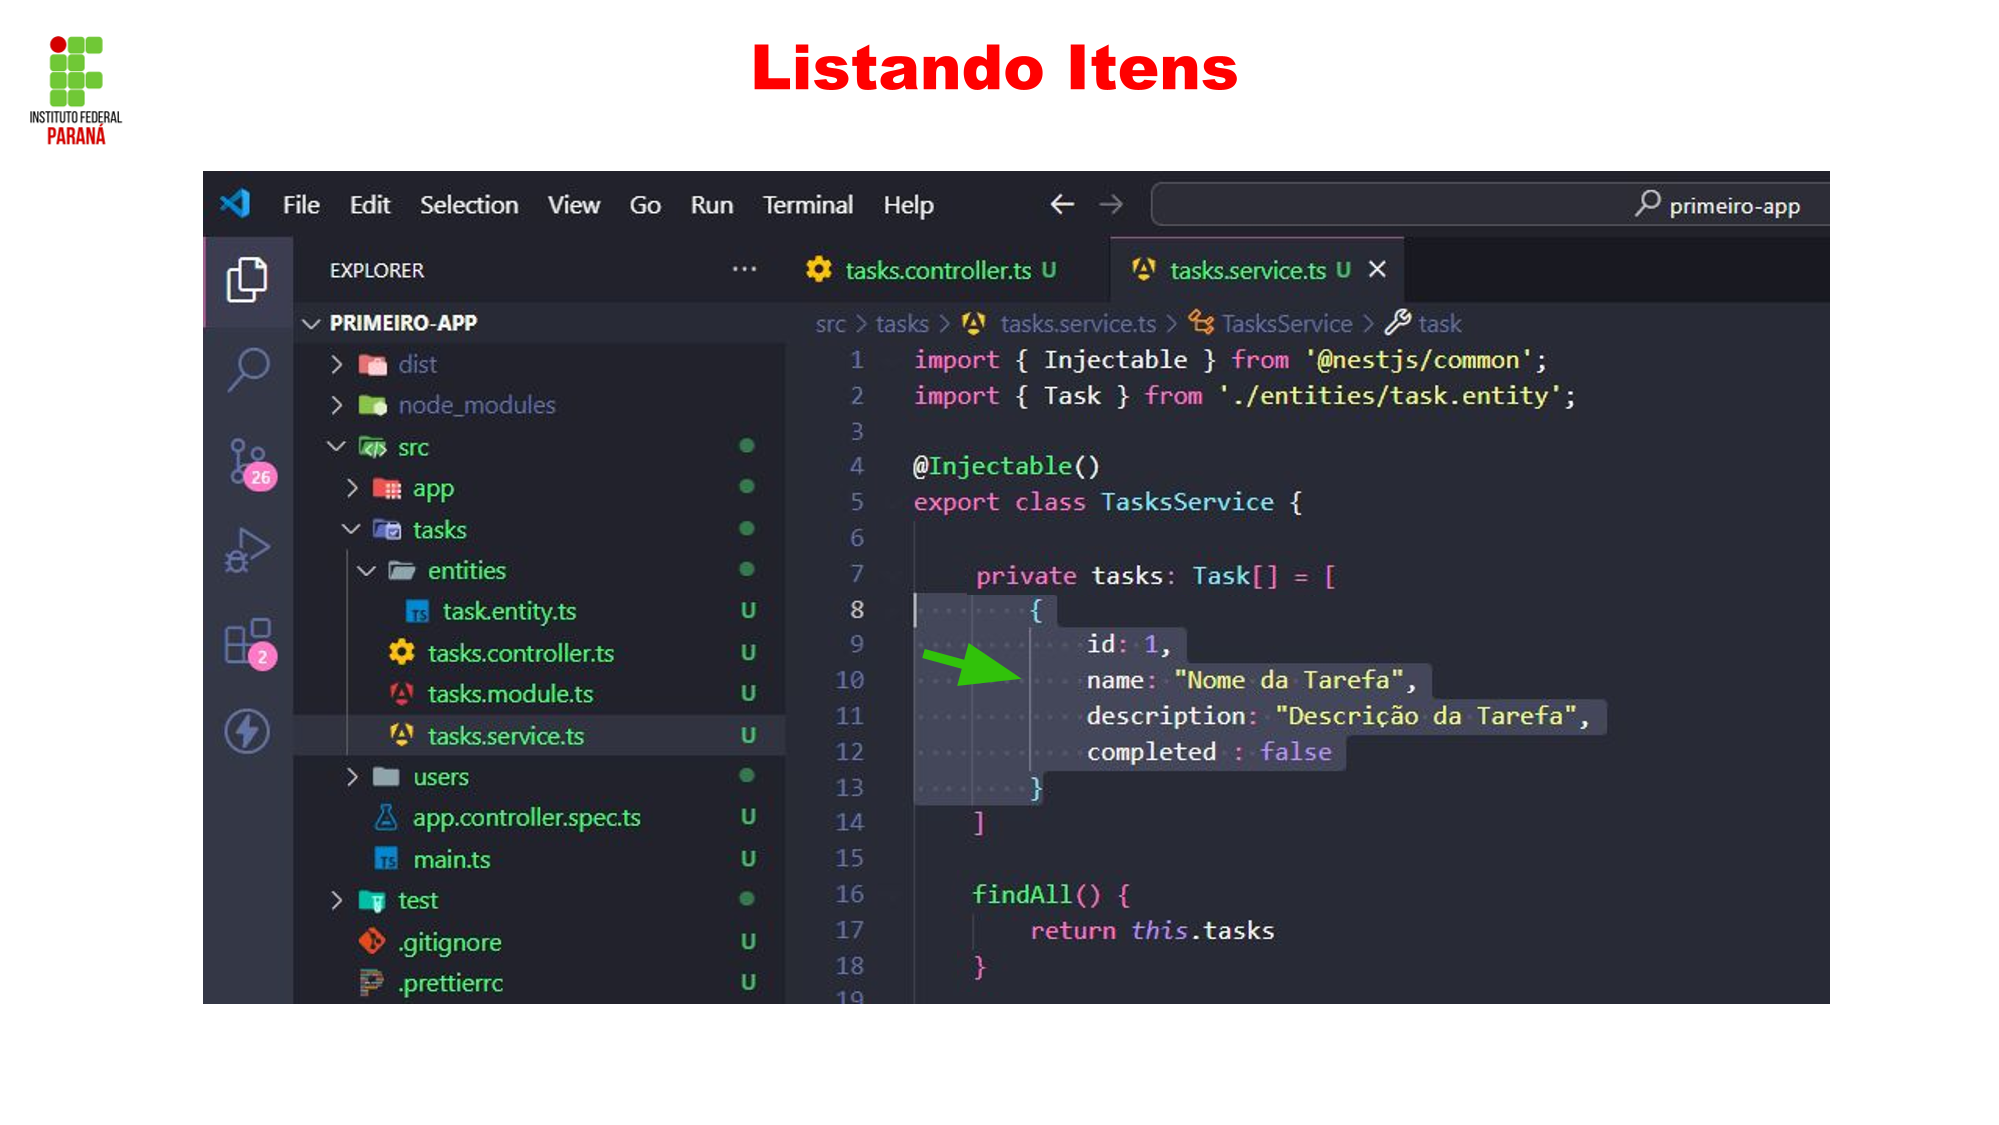 INSTITUTO FEDERAL
PARANÁ
Listando Itens
File Edit Selection View Go Run Terminal Help
primeiro-app
EXPLORER
PRIMEIRO-APP
dist
node_modules
src
app
tasks
entities
TS task.entity.ts U
tasks.controller.ts U
tasks.module.ts U
tasks.service.ts U
users
app.controller.spec.ts U
TS main.ts U
test
.gitignore U
.prettierrc U
26
2
tasks.controller.ts U
tasks.service.ts U
src > tasks > tasks.service.ts > TasksService > task
1 import { Injectable } from '@nestjs/common';
2 import { Task } from './entities/task.entity';
3
4 @Injectable()
5 export class TasksService {
6
7 private tasks: Task[] = [
8 {
9 id: 1,
10 name: "Nome da Tarefa",
11 description: "Descrição da Tarefa",
12 completed : false
13 }
14 ]
15
16 findAll() {
17 return this.tasks
18 }
19